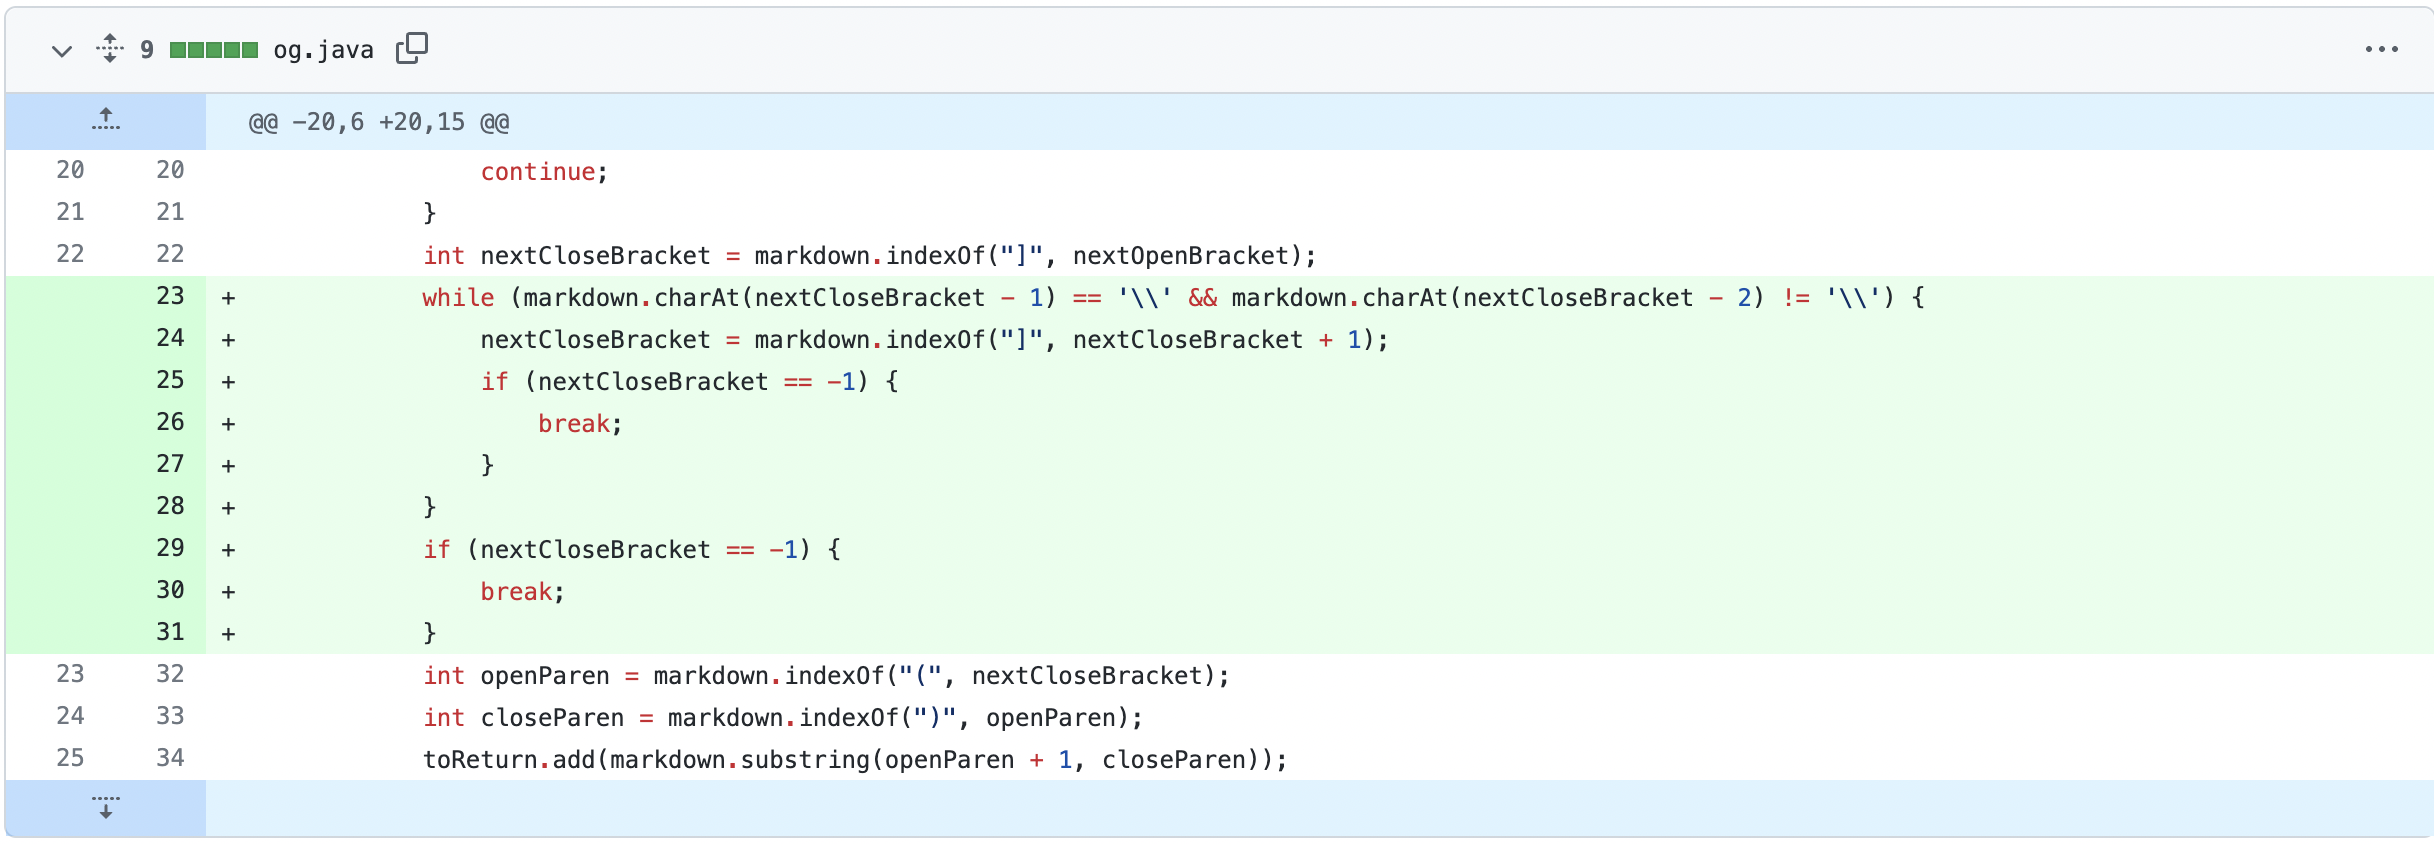 9 og.java
@@ -20,6 +20,15 @@
20 20 continue;
21 21 }
22 22 int nextCloseBracket = markdown.indexOf("]", nextOpenBracket);
23 + while (markdown.charAt(nextCloseBracket - 1) == '\\' && markdown.charAt(nextCloseBracket - 2) != '\\') {
24 + nextCloseBracket = markdown.indexOf("]", nextCloseBracket + 1);
25 + if (nextCloseBracket == -1) {
26 + break;
27 + }
28 + }
29 + if (nextCloseBracket == -1) {
30 + break;
31 + }
23 32 int openParen = markdown.indexOf("(", nextCloseBracket);
24 33 int closeParen = markdown.indexOf(")", openParen);
25 34 toReturn.add(markdown.substring(openParen + 1, closeParen));